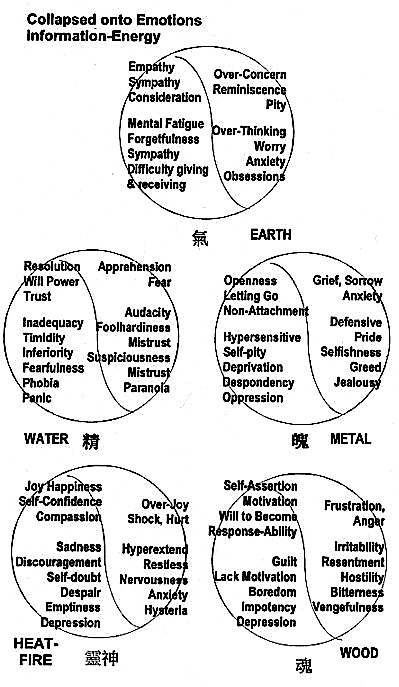 Collapsed onto Emotions
Information-Energy
Empathy
Sympathy
Consideration
Mental Fatigue
Forgetfulness
Sympathy
Difficulty giving
& receiving
Over-Concern
Reminiscence
Pity
Over-Thinking
Worry
Anxiety
Obsessions
氣 EARTH
Resolution
Will Power
Trust
Inadequacy
Timidity
Inferiority
Fearfulness
Phobia
Panic
Apprehension
Fear
Audacity
Foolhardiness
Mistrust
Suspiciousness
Mistrust
Paranoia
WATER 精
Openness
Letting Go
Non-Attachment
Hypersensitive
Self-pity
Deprivation
Despondency
Oppression
Grief, Sorrow
Anxiety
Defensive
Pride
Selfishness
Greed
Jealousy
魄 METAL
Joy Happiness
Self-Confidence
Compassion
Sadness
Discouragement
Self-doubt
Despair
Emptiness
Depression
Over-Joy
Shock, Hurt
Hyperextend
Restless
Nervousness
Anxiety
Hysteria
HEAT-
FIRE 靈神
Self-Assertion
Motivation
Will to Become
Response-Ability
Guilt
Lack Motivation
Boredom
Impotency
Depression
Frustration,
Anger
Irritability
Resentment
Hostility
Bitterness
Vengefulness
魂 WOOD